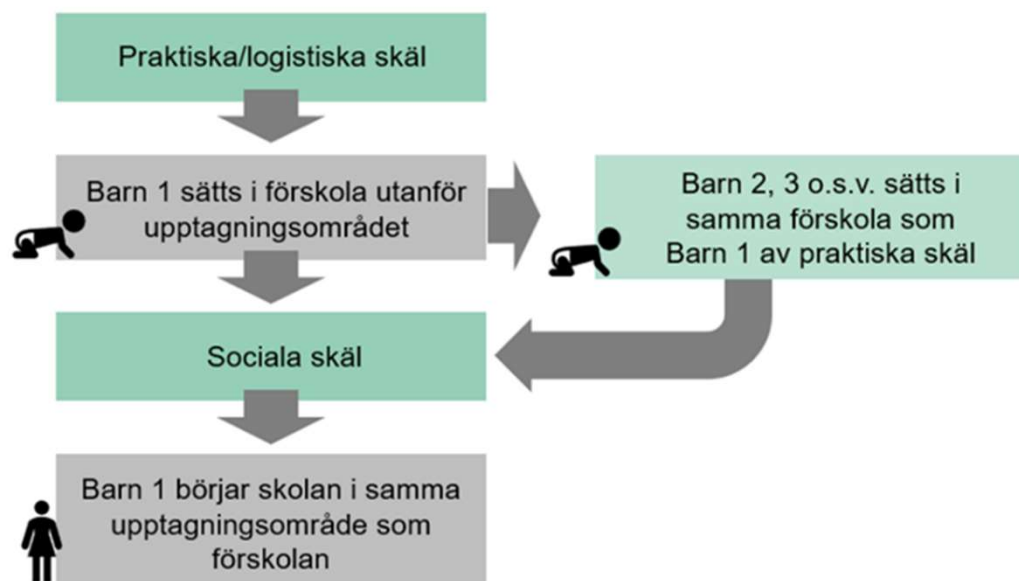 Praktiska/logistiska skäl
Barn 1 sätts i förskola utanför
upptagningsområdet
Barn 2, 3 o.s.v. sätts i
samma förskola som
Barn 1 av praktiska skäl
Sociala skäl
Barn 1 börjar skolan i samma
upptagningsområde som
förskolan